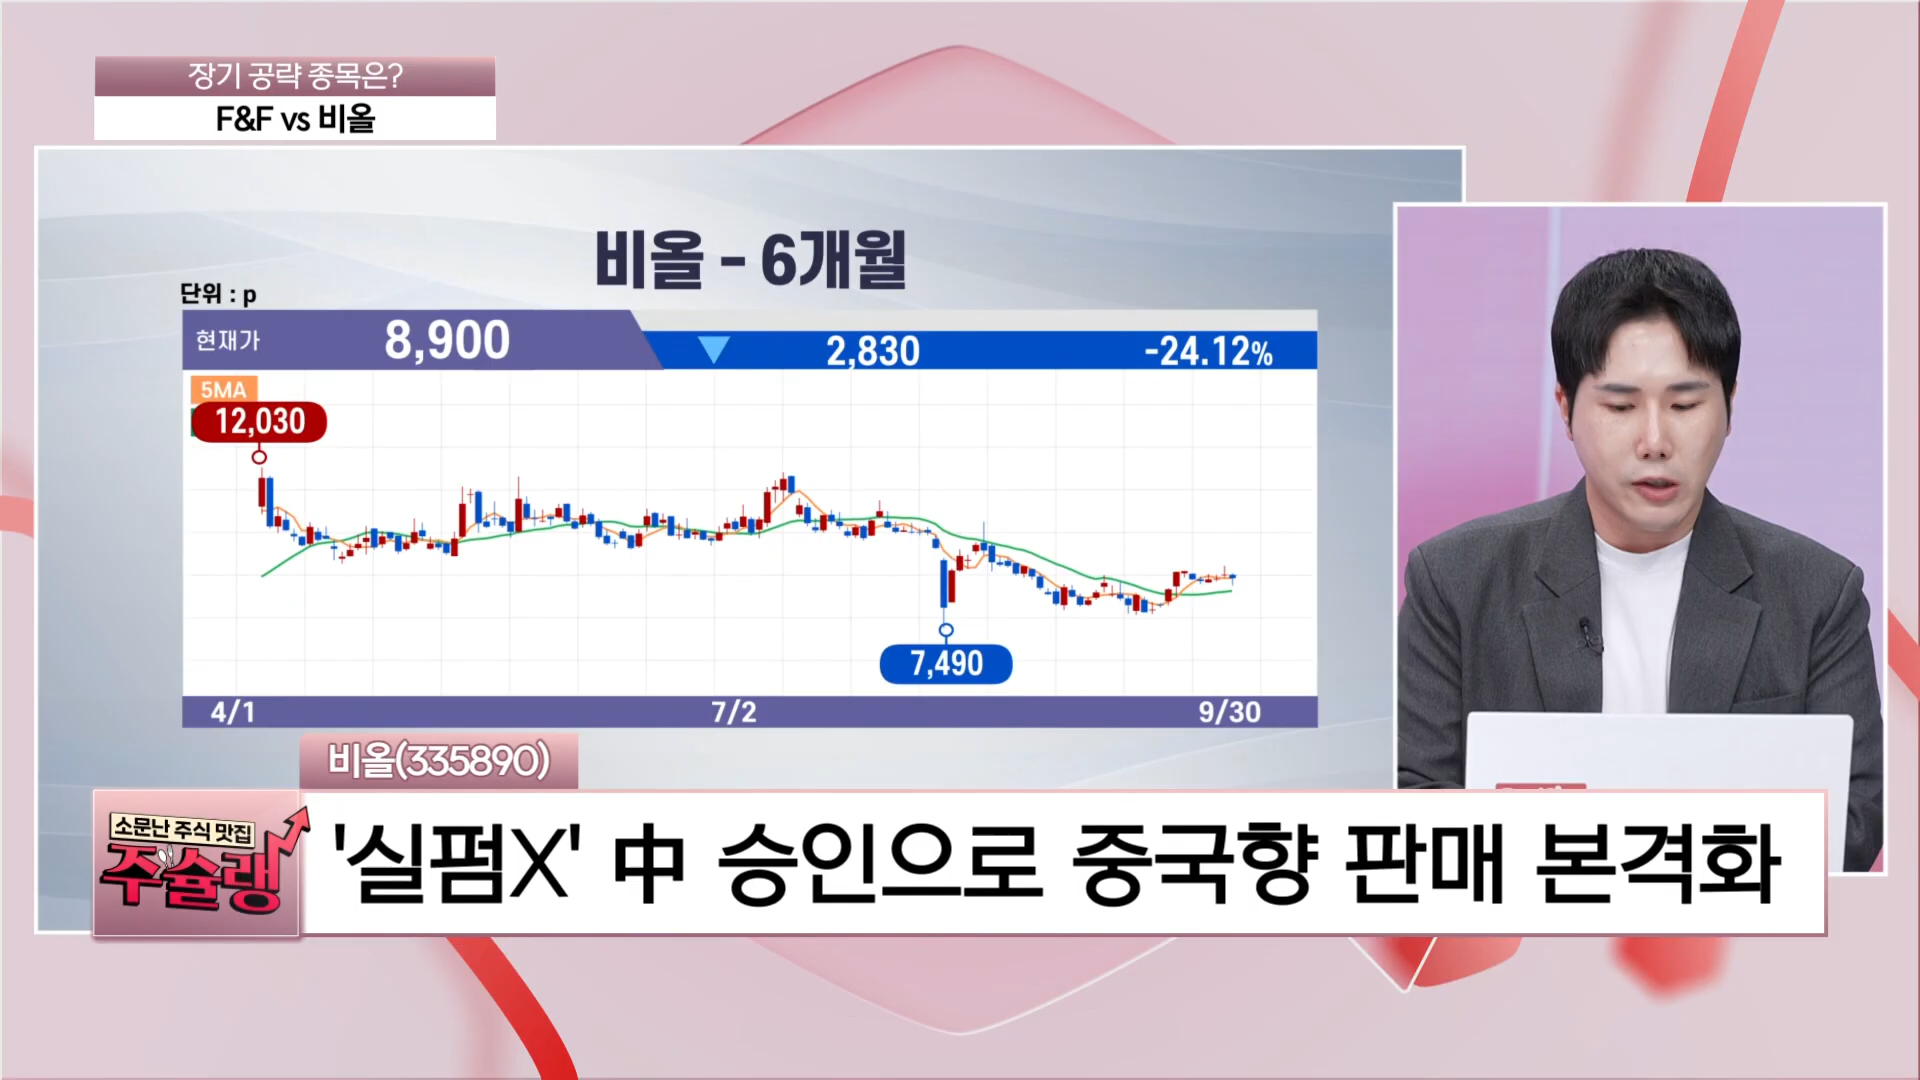 장기 공략 종목은?
F&F vs 비올
비올 - 6개월
단위 : p
현재가 8,900 2,830 -24.12%
5MA
12,030
7,490
4/1 7/2 9/30
비올(335890)
소문난 주식 맛집
주슐랭
'실펌X' 中 승인으로 중국향 판매 본격화